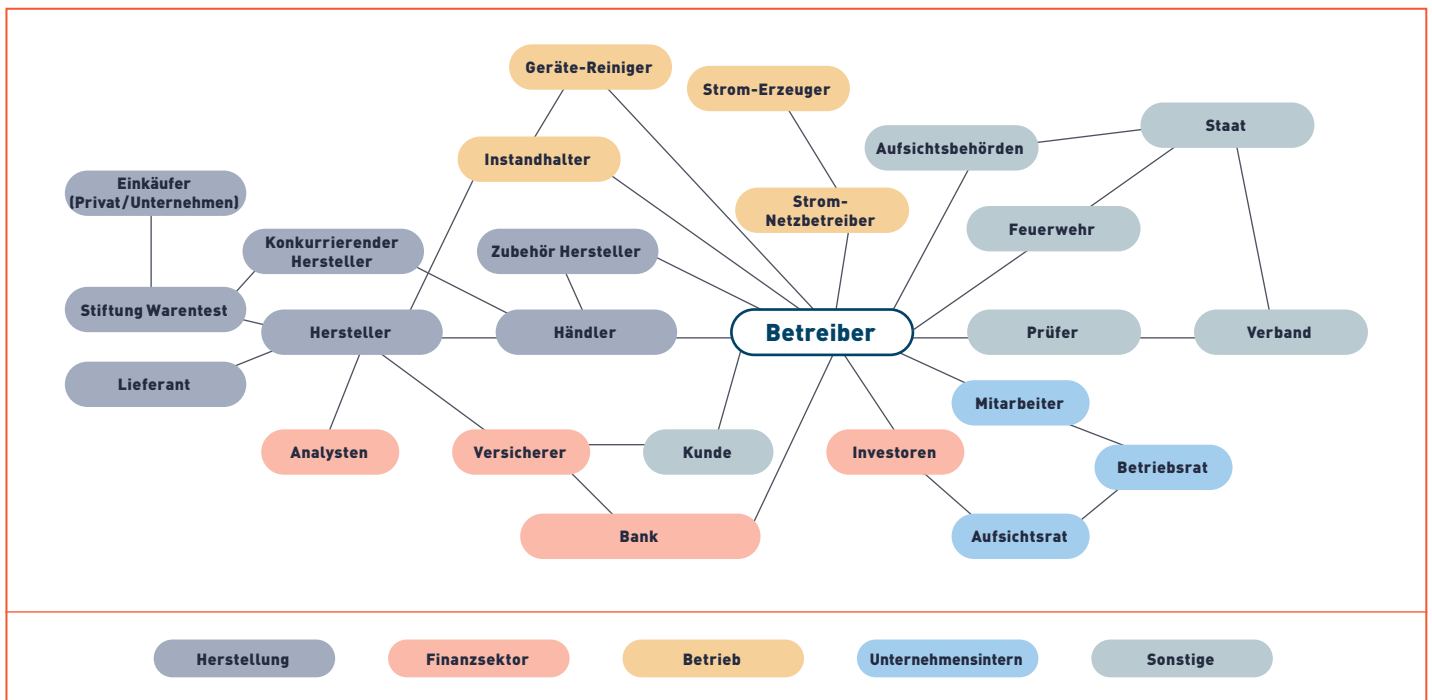 Geräte-Reiniger
Strom-Erzeuger
Staat
Aufsichtsbehörden
Instandhalter
Einkäufer
(Privat/Unternehmen)
Strom-
Netzbetreiber
Feuerwehr
Konkurrierender
Hersteller
Zubehör Hersteller
Stiftung Warentest
Hersteller
Händler
Betreiber
Prüfer
Verband
Lieferant
Mitarbeiter
Analysten
Versicherer
Kunde
Investoren
Betriebsrat
Bank
Aufsichtsrat
Herstellung
Finanzsektor
Betrieb
Unternehmensintern
Sonstige